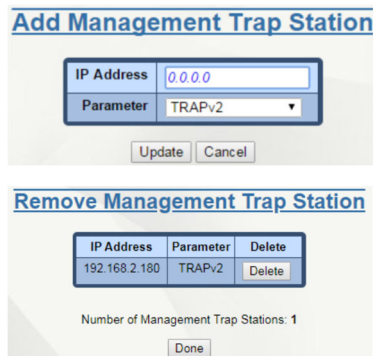 Add Management Trap Station
IP Address 0.0.0.0
Parameter TRAPv2
Update Cancel
Remove Management Trap Station
IP Address Parameter Delete
192.168.2.180 TRAPv2 Delete
Number of Management Trap Stations: 1
Done